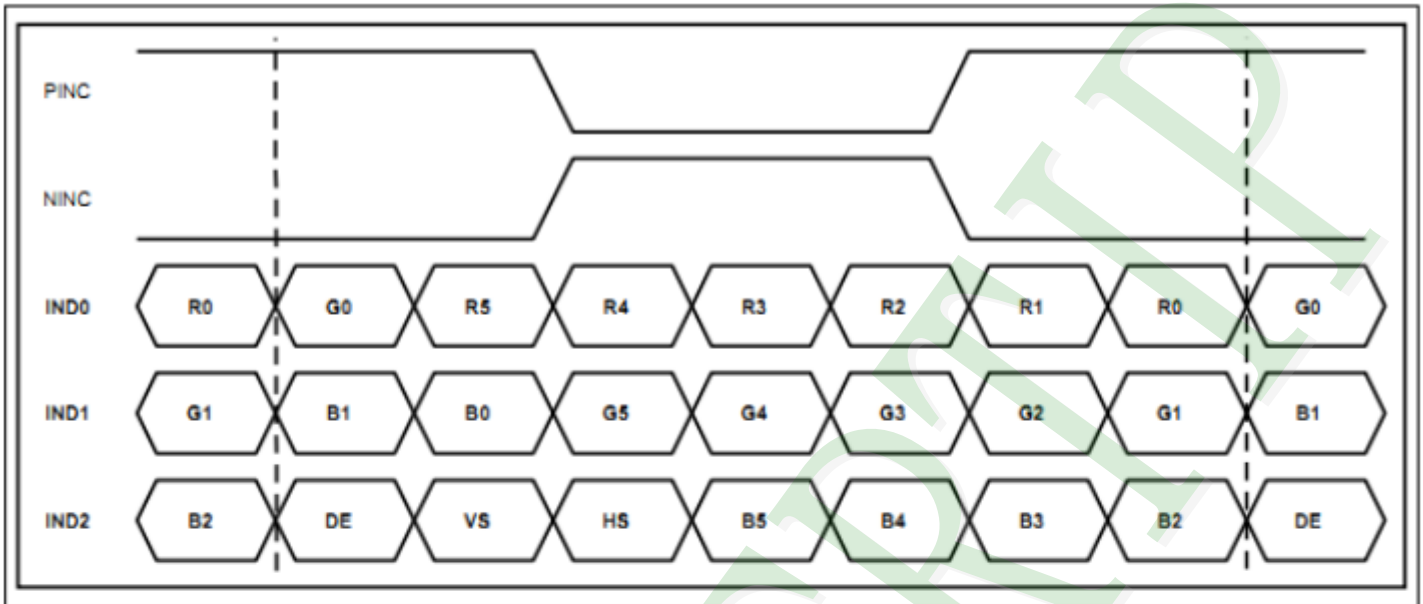 PINC
NINC
IND0 R0 G0 R5 R4 R3 R2 R1 R0 G0
IND1 G1 B1 B0 G5 G4 G3 G2 G1 B1
IND2 B2 DE VS HS B5 B4 B3 B2 DE